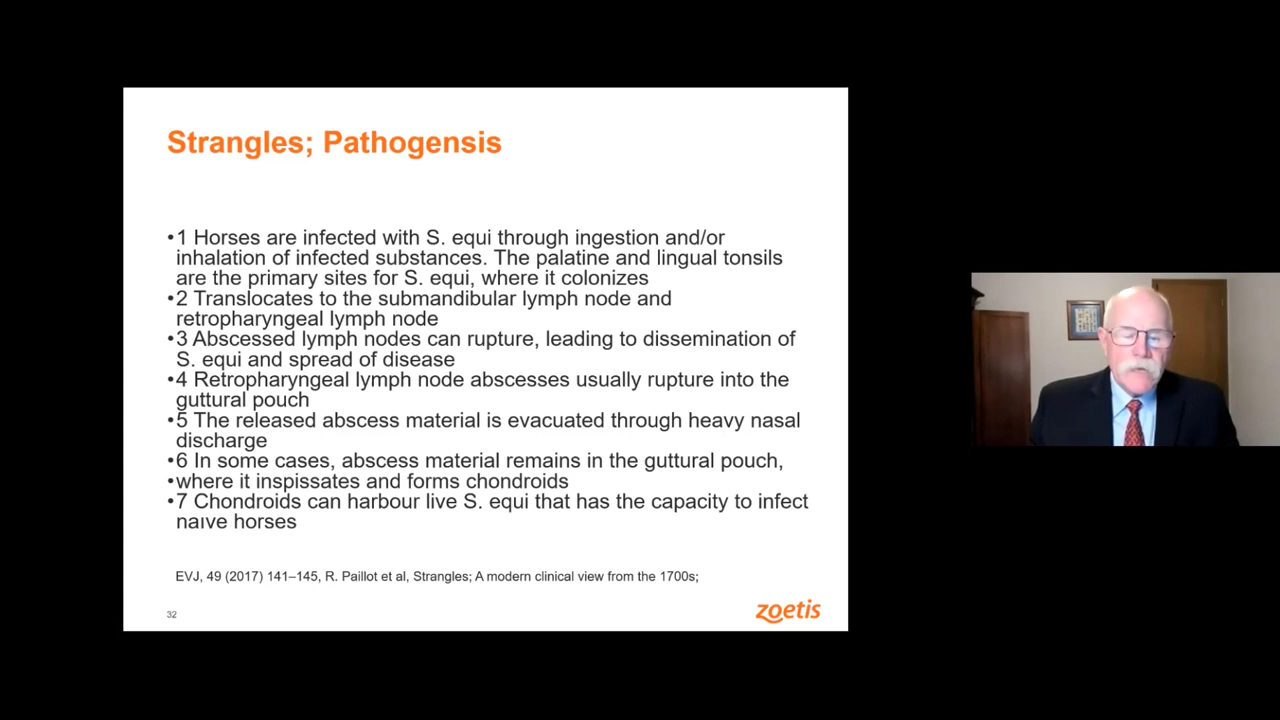 Strangles; Pathogensis
•1 Horses are infected with S. equi through ingestion and/or
inhalation of infected substances. The palatine and lingual tonsils
are the primary sites for S. equi, where it colonizes
•2 Translocates to the submandibular lymph node and
retropharyngeal lymph node
•3 Abscessed lymph nodes can rupture, leading to dissemination of
S. equi and spread of disease
•4 Retropharyngeal lymph node abscesses usually rupture into the
guttural pouch
•5 The released abscess material is evacuated through heavy nasal
discharge
•6 In some cases, abscess material remains in the guttural pouch,
•where it inspissates and forms chondroids
•7 Chondroids can harbour live S. equi that has the capacity to infect
naıve horses
EVJ, 49 (2017) 141–145, R. Paillot et al, Strangles; A modern clinical view from the 1700s;
32
zoetis